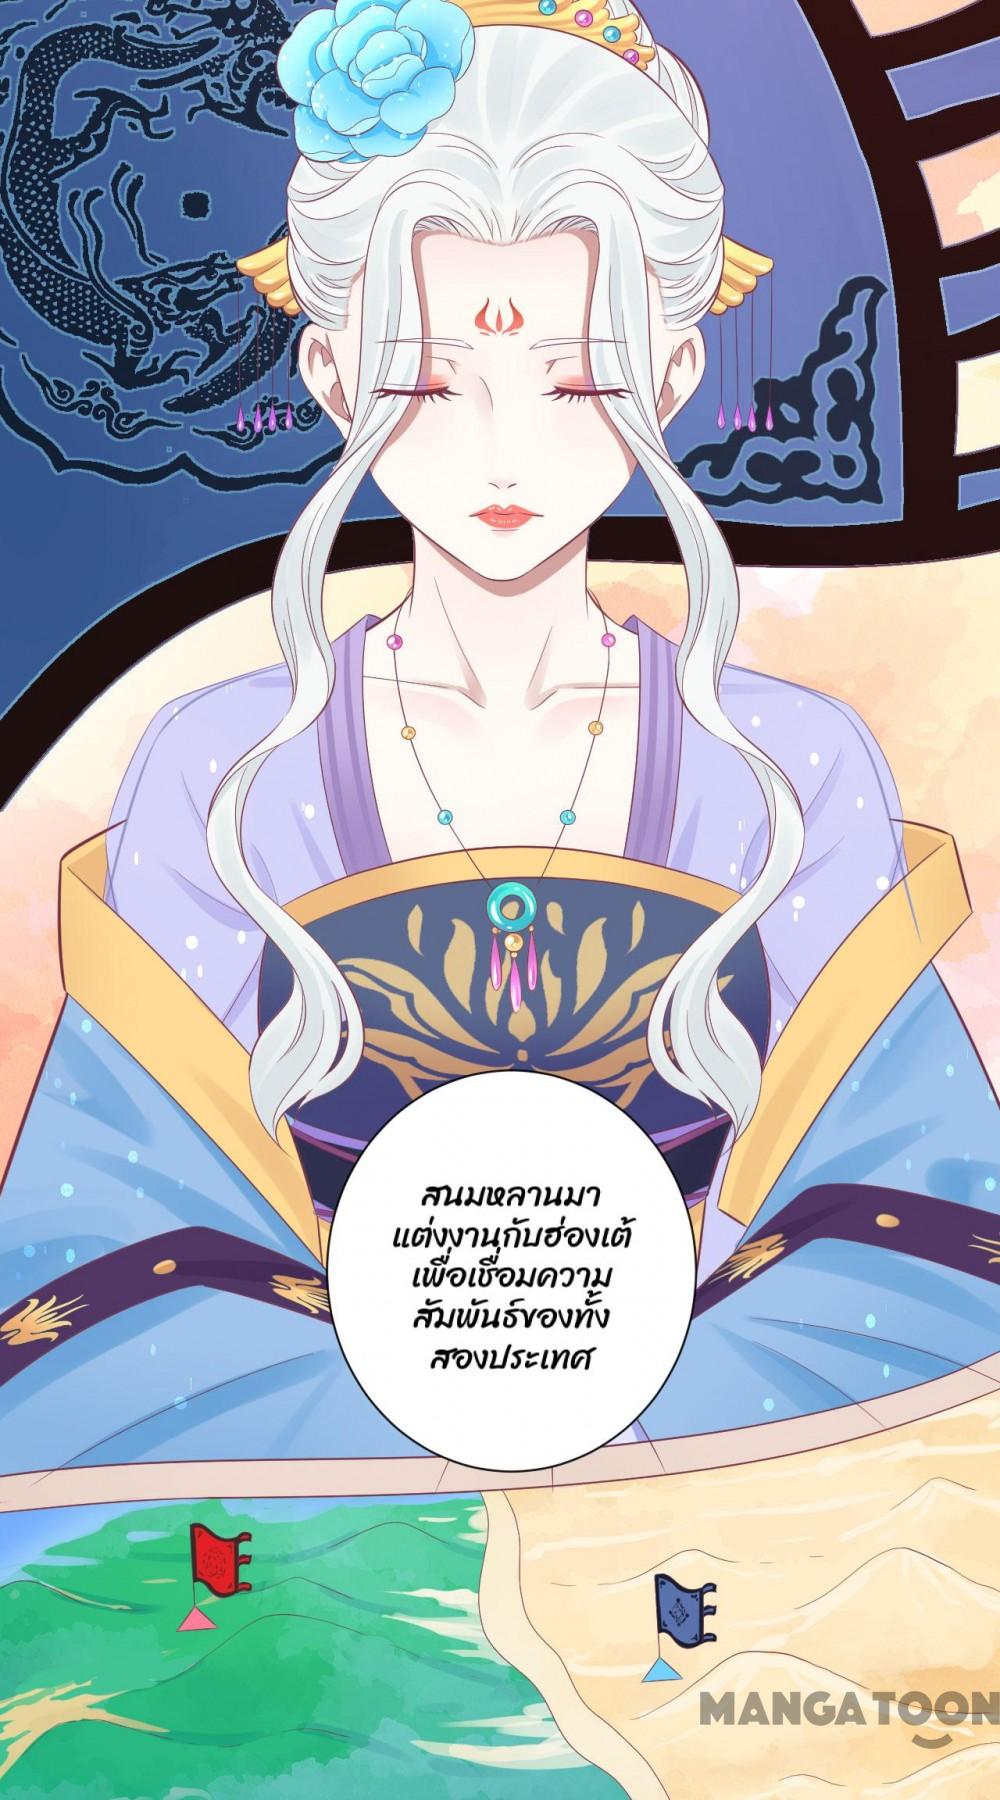 สนมหลานมา
แต่งงานกับฮ่องเต้
เพื่อเชื่อมความ
สัมพันธ์ของทั้ง
สองประเทศ
MANGATOON